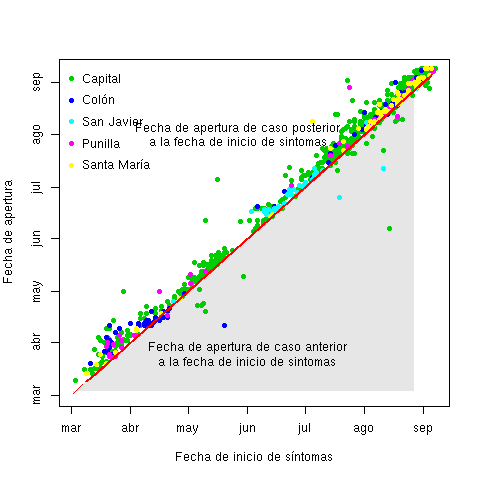 Capital
Colón
San Javier
Punilla
Santa María
Fecha de apertura de caso posterior
a la fecha de inicio de sintomas
Fecha de apertura de caso anterior
a la fecha de inicio de sintomas
Fecha de apertura
mar
abr
may
jun
jul
ago
sep
mar
abr
may
jun
jul
ago
sep
Fecha de inicio de síntomas